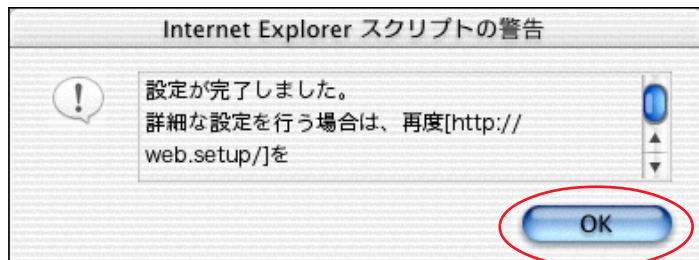 Internet Explorer スクリプトの警告
設定が完了しました。
詳細な設定を行う場合は、再度[http://
web.setup/]を
OK